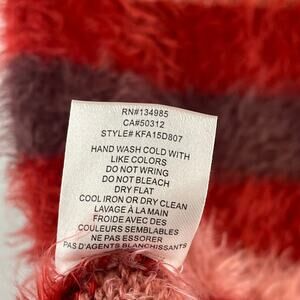 RN#134985
CA#50312
STYLE# KFA15D807
HAND WASH COLD WITH
LIKE COLORS
DO NOT WRING
DO NOT BLEACH
DRY FLAT
COOL IRON OR DRY CLEAN
LAVAGE À LA MAIN
FROIDE AVEC DES
COULEURS SEMBLABLES
NE PAS ESSORER
PAS D'AGENTS BLANCHISSANTS